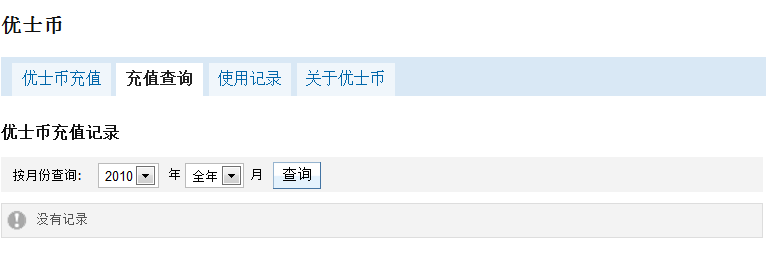 优士币
优士币充值 充值查询 使用记录 关于优士币
优士币充值记录
按月份查询: 2010 年 全年 月 查询
没有记录